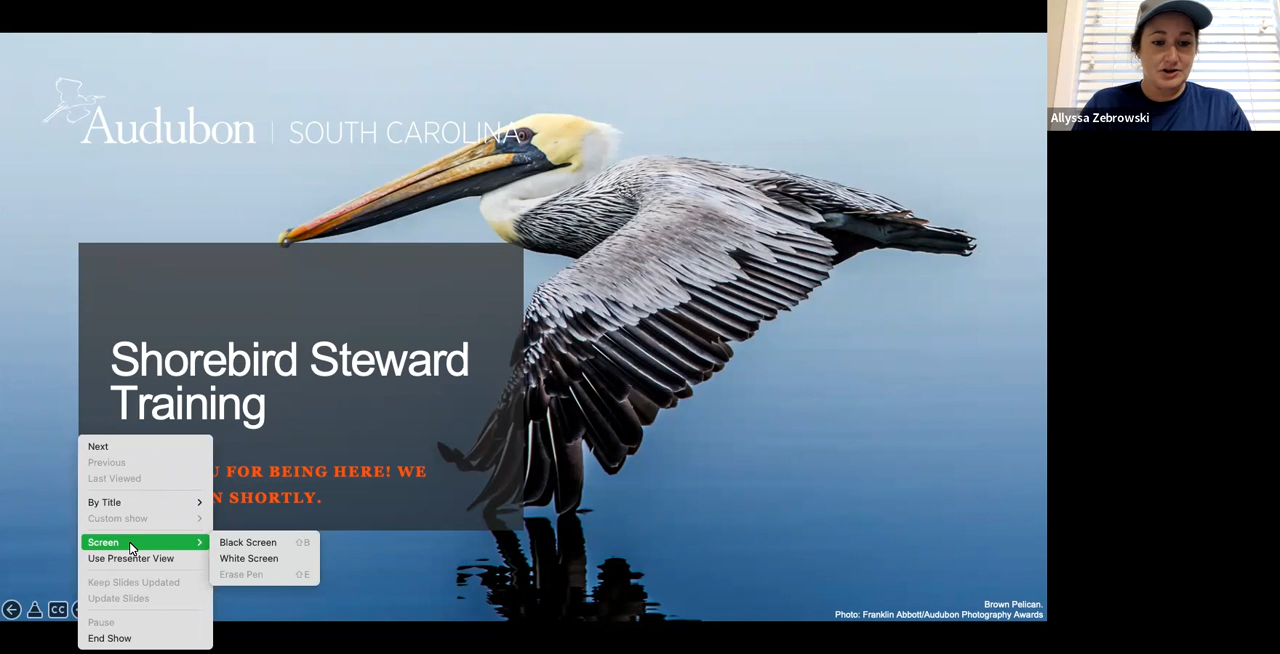 Audubon | SOUTH CAROLINA
Allyssa Zebrowski
Shorebird Steward
Training
FOR BEING HERE! WE
SHORTLY.
Next
Previous
Last Viewed
By Title
Custom show
Screen
Use Presenter View
Keep Slides Updated
Update Slides
Pause
End Show
Black Screen ⇧B
White Screen
Erase Pen ⇧E
CC
Brown Pelican.
Photo: Franklin Abbott/Audubon Photography Awards